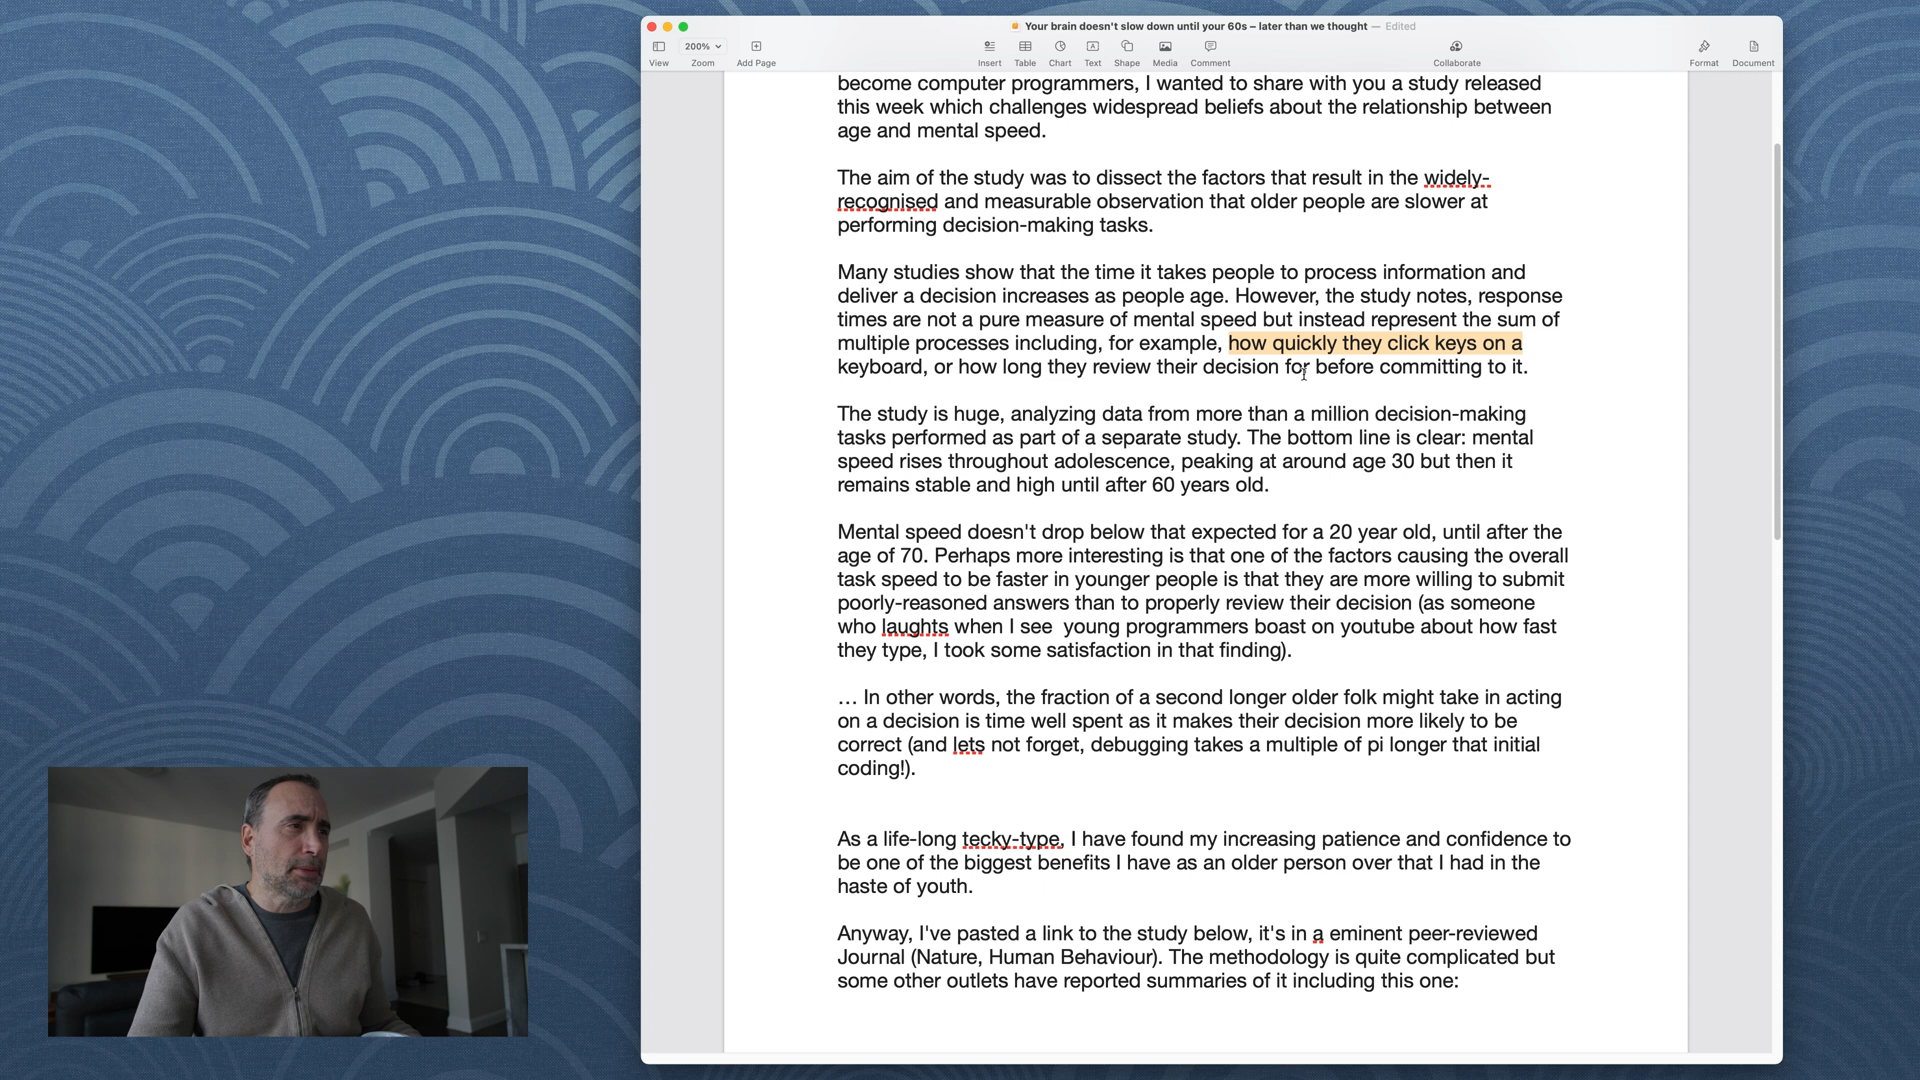 Your brain doesn't slow down until your 60s – later than we thought — Edited
200%
View Zoom Add Page Insert Table Chart Text Shape Media Comment Collaborate Format Document
become computer programmers, I wanted to share with you a study released
this week which challenges widespread beliefs about the relationship between
age and mental speed.
The aim of the study was to dissect the factors that result in the widely-
recognised and measurable observation that older people are slower at
performing decision-making tasks.
Many studies show that the time it takes people to process information and
deliver a decision increases as people age. However, the study notes, response
times are not a pure measure of mental speed but instead represent the sum of
multiple processes including, for example, how quickly they click keys on a
keyboard, or how long they review their decision for before committing to it.
The study is huge, analyzing data from more than a million decision-making
tasks performed as part of a separate study. The bottom line is clear: mental
speed rises throughout adolescence, peaking at around age 30 but then it
remains stable and high until after 60 years old.
Mental speed doesn't drop below that expected for a 20 year old, until after the
age of 70. Perhaps more interesting is that one of the factors causing the overall
task speed to be faster in younger people is that they are more willing to submit
poorly-reasoned answers than to properly review their decision (as someone
who laughts when I see  young programmers boast on youtube about how fast
they type, I took some satisfaction in that finding).
… In other words, the fraction of a second longer older folk might take in acting
on a decision is time well spent as it makes their decision more likely to be
correct (and lets not forget, debugging takes a multiple of pi longer that initial
coding!).
As a life-long tecky-type, I have found my increasing patience and confidence to
be one of the biggest benefits I have as an older person over that I had in the
haste of youth.
Anyway, I've pasted a link to the study below, it's in a eminent peer-reviewed
Journal (Nature, Human Behaviour). The methodology is quite complicated but
some other outlets have reported summaries of it including this one: